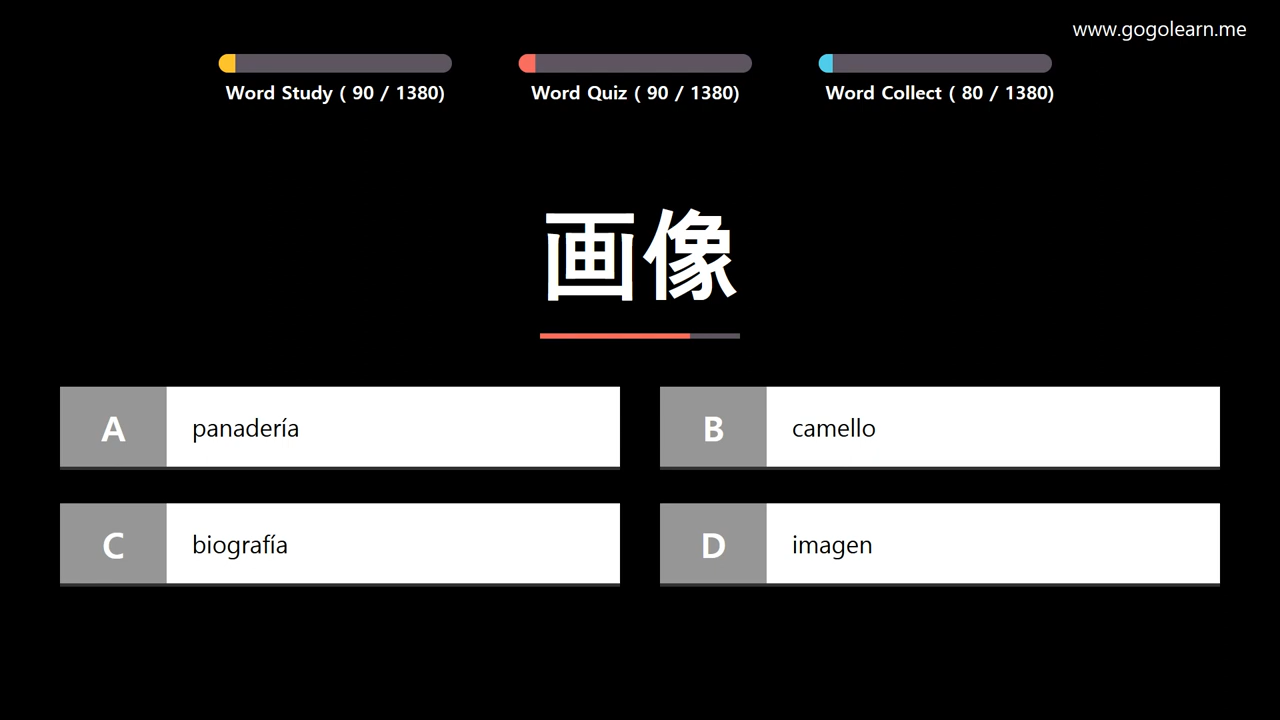 www.gogolearn.me
Word Study ( 90 / 1380)
Word Quiz ( 90 / 1380)
Word Collect ( 80 / 1380)
画像
A panadería
B camello
C biografía
D imagen